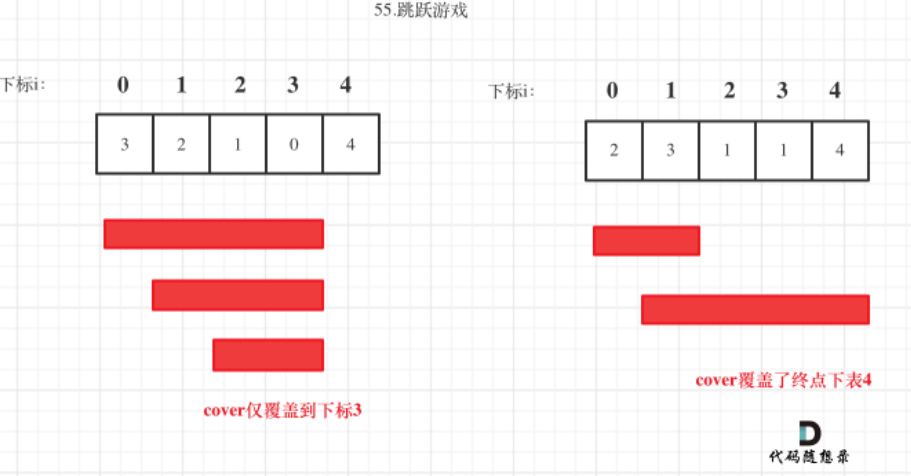 55.跳跃游戏
下标i:
0 1 2 3 4
3 2 1 0 4
cover仅覆盖到下标3
下标i:
0 1 2 3 4
2 3 1 1 4
cover覆盖了终点下表4
代码随想录